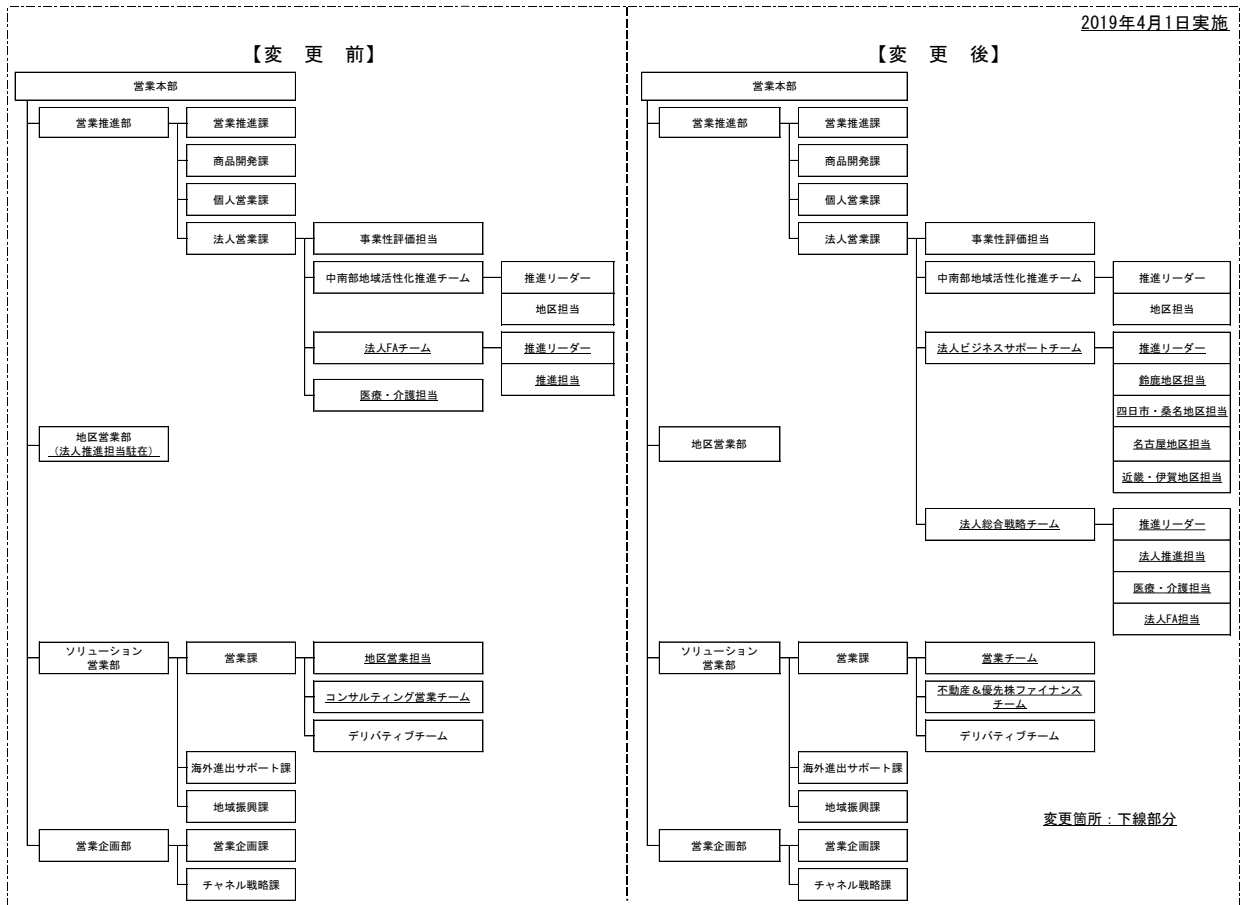 2019年4月1日実施
【変 更 前】
営業本部
営業推進部
営業推進課
商品開発課
個人営業課
法人営業課
事業性評価担当
中南部地域活性化推進チーム
推進リーダー
地区担当
法人FAチーム
推進リーダー
推進担当
医療・介護担当
地区営業部
(法人推進担当駐在)
ソリューション
営業部
営業課
地区営業担当
コンサルティング営業チーム
デリバティブチーム
海外進出サポート課
地域振興課
営業企画部
営業企画課
チャネル戦略課
【変 更 後】
営業本部
営業推進部
営業推進課
商品開発課
個人営業課
法人営業課
事業性評価担当
中南部地域活性化推進チーム
推進リーダー
地区担当
法人ビジネスサポートチーム
推進リーダー
鈴鹿地区担当
四日市・桑名地区担当
名古屋地区担当
近畿・伊賀地区担当
地区営業部
法人総合戦略チーム
推進リーダー
法人推進担当
医療・介護担当
法人FA担当
ソリューション
営業部
営業課
営業チーム
不動産&優先株ファイナンス
チーム
デリバティブチーム
海外進出サポート課
地域振興課
営業企画部
営業企画課
チャネル戦略課
変更箇所:下線部分